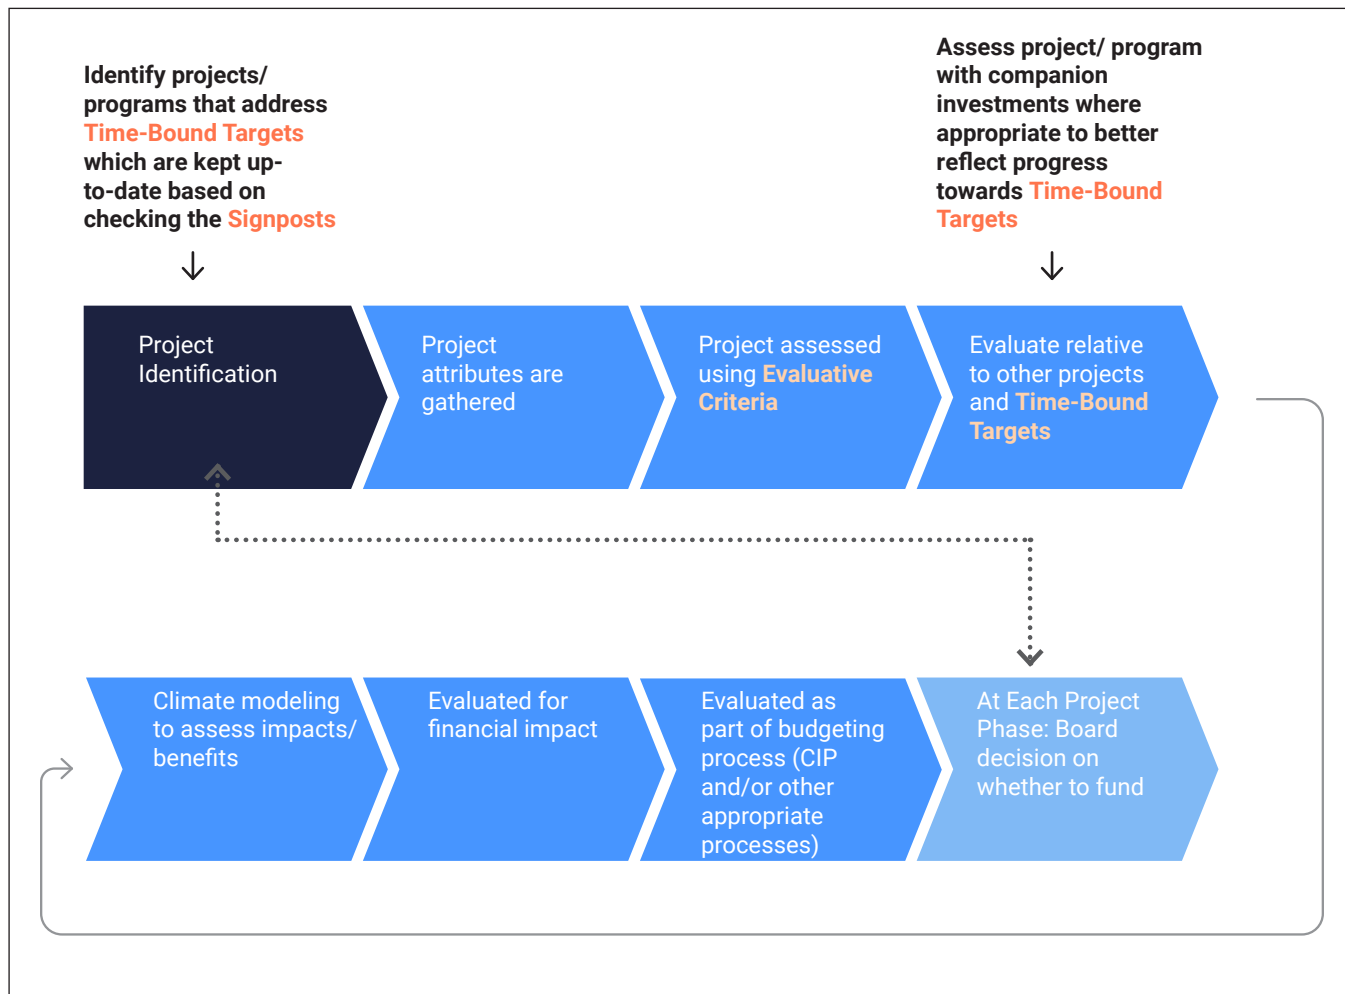 Identify projects/
programs that address
Time-Bound Targets
which are kept up-
to-date based on
checking the Signposts
Assess project/ program
with companion
investments where
appropriate to better
reflect progress
towards Time-Bound
Targets
Project
Identification
Project
attributes are
gathered
Project assessed
using Evaluative
Criteria
Evaluate relative
to other projects
and Time-Bound
Targets
Climate modeling
to assess impacts/
benefits
Evaluated for
financial impact
Evaluated as
part of budgeting
process (CIP
and/or other
appropriate
processes)
At Each Project
Phase: Board
decision on
whether to fund